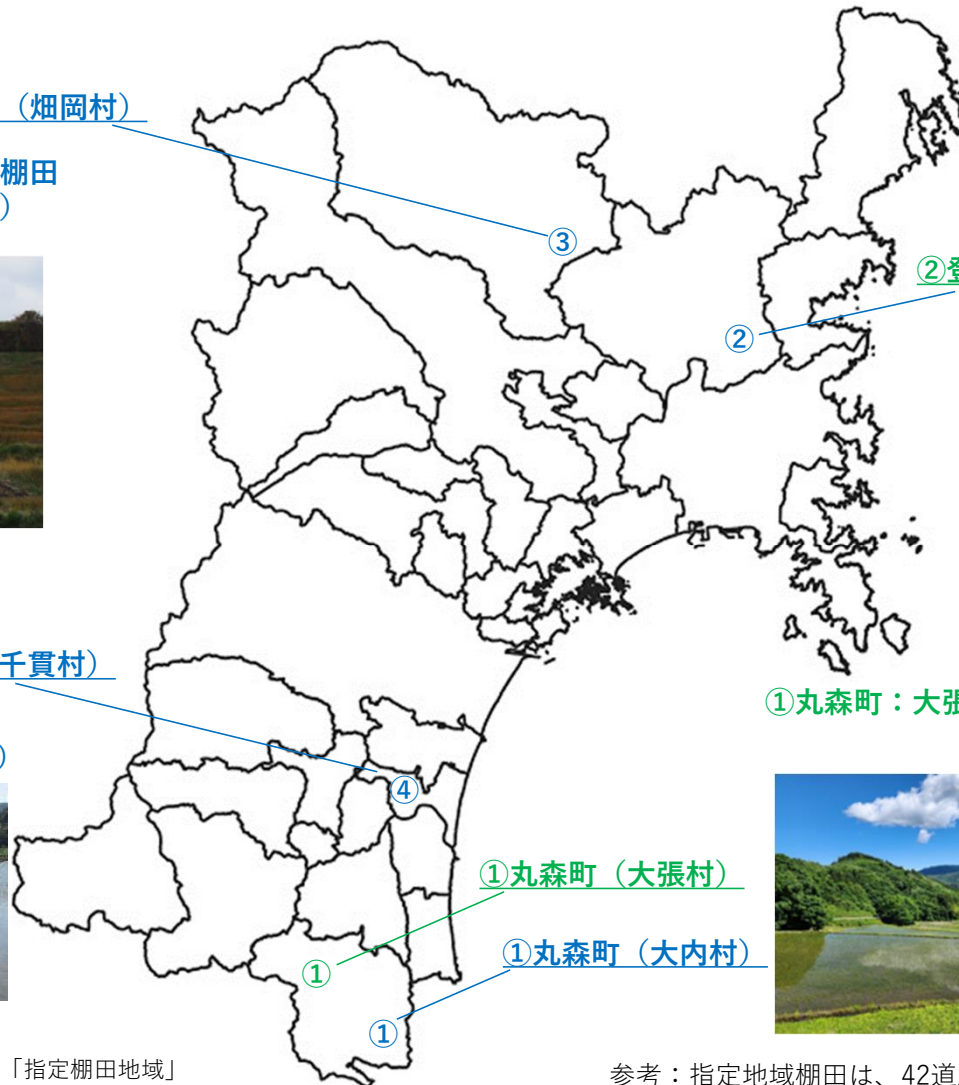 （畑岡村）
棚田
）
③
②登
②
千貫村）
①丸森町：大張
）
④
①丸森町（大張村）
①丸森町（大内村）
①
①
「指定棚田地域」
参考：指定地域棚田は、42道